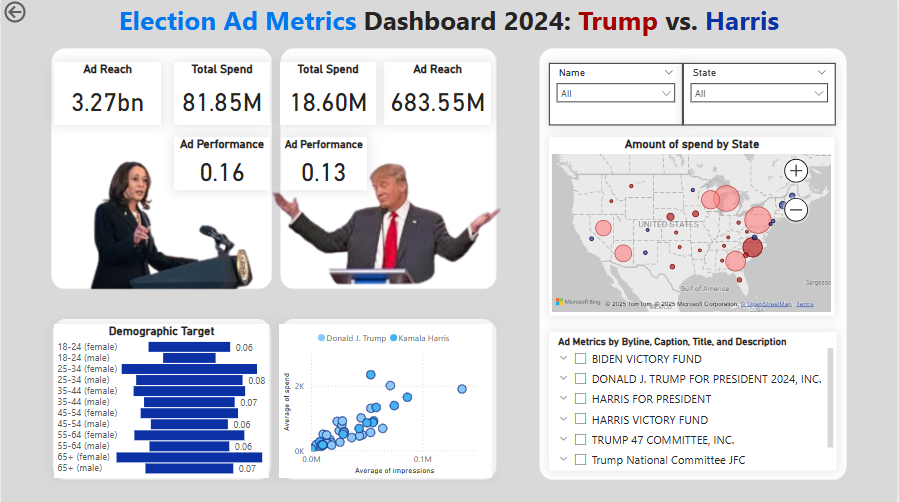 Election Ad Metrics Dashboard 2024: Trump vs. Harris
Ad Reach
3.27bn
Total Spend
81.85M
Ad Performance
0.16
Total Spend
18.60M
Ad Reach
683.55M
Ad Performance
0.13
Name
All
State
All
Amount of spend by State
UNITED STATES
Gulf of America
MEXICO
Sargasso
CUBA
Microsoft Bing
© 2025 TomTom, © 2025 Microsoft Corporation, © OpenStreetMap Terms
Demographic Target
18-24 (female) 0.06
18-24 (male)
25-34 (female)
25-34 (male) 0.08
35-44 (female)
35-44 (male) 0.07
45-54 (female)
45-54 (male) 0.06
55-64 (female)
55-64 (male) 0.06
65+ (female)
65+ (male) 0.07
Donald J. Trump Kamala Harris
Average of spend
2K
0K
0.0M 0.1M
Average of impressions
Ad Metrics by Byline, Caption, Title, and Description
BIDEN VICTORY FUND
DONALD J. TRUMP FOR PRESIDENT 2024, INC.
HARRIS FOR PRESIDENT
HARRIS VICTORY FUND
TRUMP 47 COMMITTEE, INC.
Trump National Committee JFC